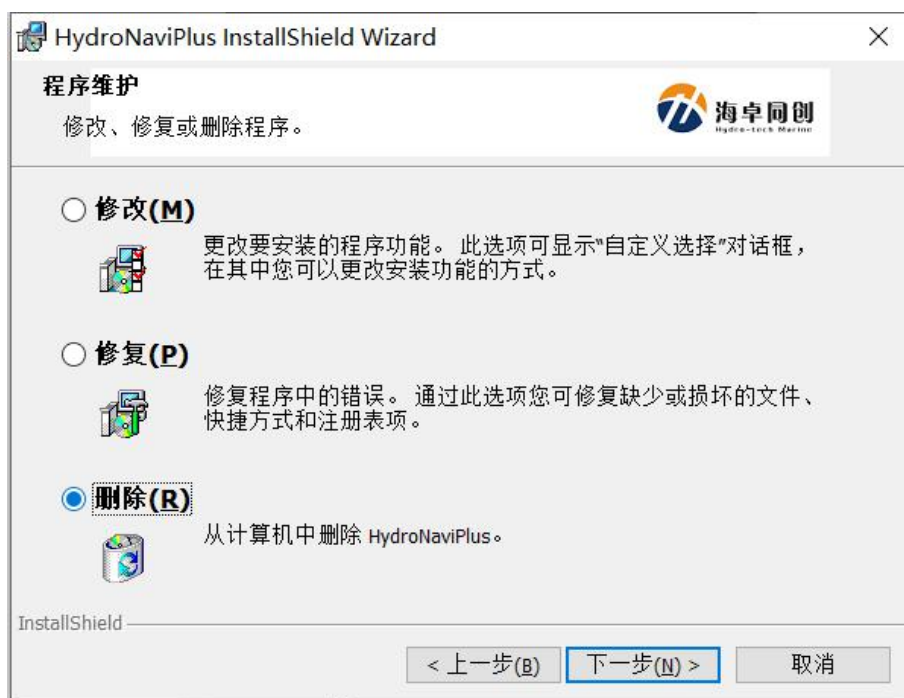 HydroNaviPlus InstallShield Wizard
程序维护
修改、修复或删除程序。
海卓同创
Hydro-tech Marine
修改(M)
更改要安装的程序功能。 此选项可显示“自定义选择”对话框，
在其中您可以更改安装功能的方式。
修复(P)
修复程序中的错误。 通过此选项您可修复缺少或损坏的文件、
快捷方式和注册表项。
删除(R)
从计算机中删除 HydroNaviPlus。
InstallShield
< 上一步(B)
下一步(N) >
取消